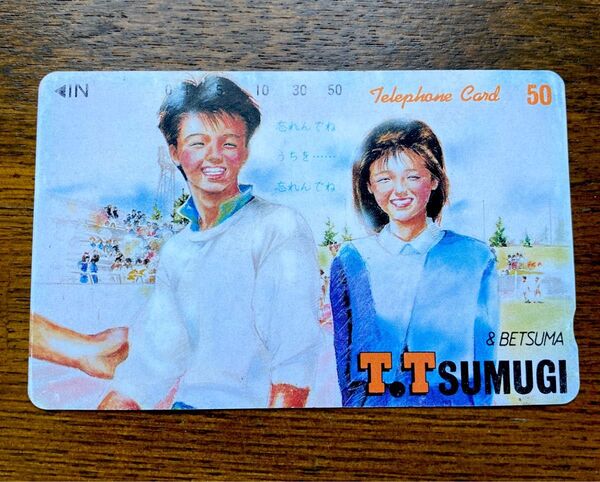 ◀IN 0 5 10 30 50 Telephone Card 50
忘れんでね
うちを……
忘れんでね
& BETSUMA
T.TSUMUGI